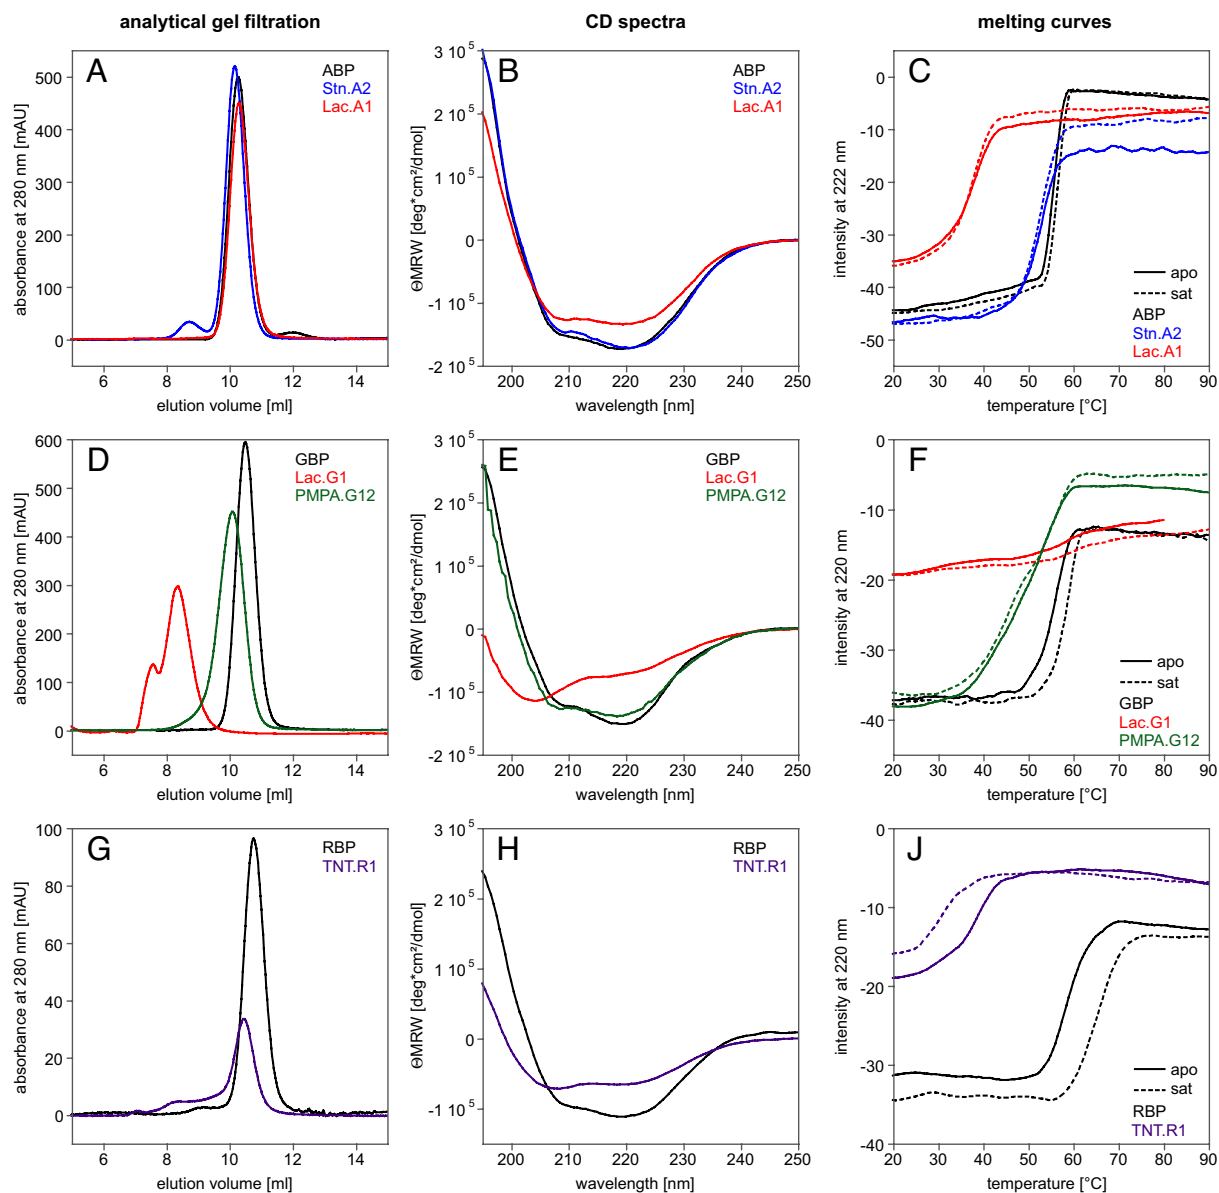 analytical gel filtration
CD spectra
melting curves
A
ABP
Stn.A2
Lac.A1
absorbance at 280 nm [mAU]
500
400
300
200
100
0
6 8 10 12 14
elution volume [ml]
B
ABP
Stn.A2
Lac.A1
ΘMRW [deg*cm²/dmol]
3 10⁵
2 10⁵
1 10⁵
0
-1 10⁵
-2 10⁵
200 210 220 230 240 250
wavelength [nm]
C
intensity at 222 nm
0
-10
-20
-30
-40
-50
apo
sat
ABP
Stn.A2
Lac.A1
20 30 40 50 60 70 80 90
temperature [°C]
D
GBP
Lac.G1
PMPA.G12
absorbance at 280 nm [mAU]
600
500
400
300
200
100
0
6 8 10 12 14
elution volume [ml]
E
GBP
Lac.G1
PMPA.G12
ΘMRW [deg*cm²/dmol]
3 10⁵
2 10⁵
1 10⁵
0
-1 10⁵
-2 10⁵
200 210 220 230 240 250
wavelength [nm]
F
intensity at 220 nm
0
-10
-20
-30
-40
apo
sat
GBP
Lac.G1
PMPA.G12
20 30 40 50 60 70 80 90
temperature [°C]
G
RBP
TNT.R1
absorbance at 280 nm [mAU]
100
80
60
40
20
0
6 8 10 12 14
elution volume [ml]
H
RBP
TNT.R1
ΘMRW [deg*cm²/dmol]
3 10⁵
2 10⁵
1 10⁵
0
-1 10⁵
200 210 220 230 240 250
wavelength [nm]
J
intensity at 220 nm
0
-10
-20
-30
-40
apo
sat
RBP
TNT.R1
20 30 40 50 60 70 80 90
temperature [°C]